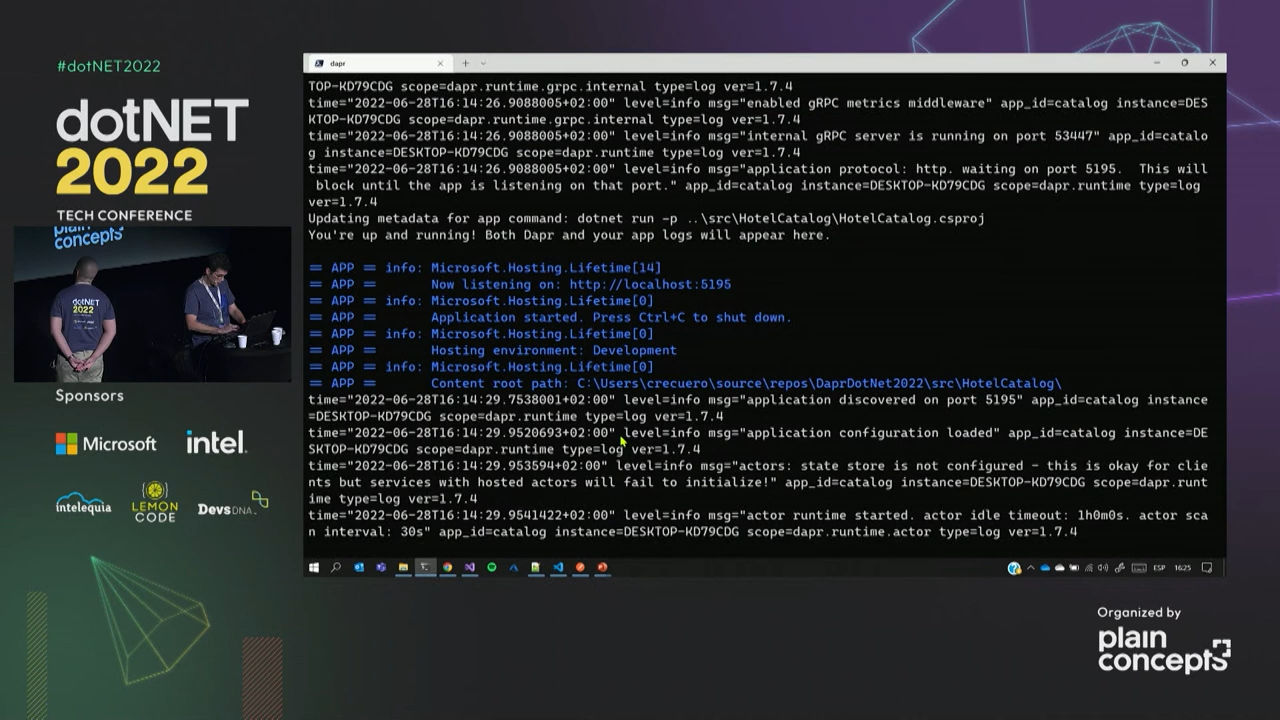 #dotNET2022
dotNET
2022
TECH CONFERENCE
plain
concepts
dotNET
2022
Sponsors
Microsoft
intel.
intelequia
LEMON
CODE
DevsDNA
dapr
TOP-KD79CDG scope=dapr.runtime.grpc.internal type=log ver=1.7.4
time="2022-06-28T16:14:26.9088005+02:00" level=info msg="enabled gRPC metrics middleware" app_id=catalog instance=DES
KTOP-KD79CDG scope=dapr.runtime.grpc.internal type=log ver=1.7.4
time="2022-06-28T16:14:26.9088005+02:00" level=info msg="internal gRPC server is running on port 53447" app_id=catalo
g instance=DESKTOP-KD79CDG scope=dapr.runtime type=log ver=1.7.4
time="2022-06-28T16:14:26.9088005+02:00" level=info msg="application protocol: http. waiting on port 5195.  This will
 block until the app is listening on that port." app_id=catalog instance=DESKTOP-KD79CDG scope=dapr.runtime type=log
ver=1.7.4
Updating metadata for app command: dotnet run -p ..\src\HotelCatalog\HotelCatalog.csproj
You're up and running! Both Dapr and your app logs will appear here.
== APP == info: Microsoft.Hosting.Lifetime[14]
== APP ==       Now listening on: http://localhost:5195
== APP == info: Microsoft.Hosting.Lifetime[0]
== APP ==       Application started. Press Ctrl+C to shut down.
== APP == info: Microsoft.Hosting.Lifetime[0]
== APP ==       Hosting environment: Development
== APP == info: Microsoft.Hosting.Lifetime[0]
== APP ==       Content root path: C:\Users\crecuero\source\repos\DaprDotNet2022\src\HotelCatalog\
time="2022-06-28T16:14:29.7538001+02:00" level=info msg="application discovered on port 5195" app_id=catalog instance
=DESKTOP-KD79CDG scope=dapr.runtime type=log ver=1.7.4
time="2022-06-28T16:14:29.9520693+02:00" level=info msg="application configuration loaded" app_id=catalog instance=DE
SKTOP-KD79CDG scope=dapr.runtime type=log ver=1.7.4
time="2022-06-28T16:14:29.953594+02:00" level=info msg="actors: state store is not configured - this is okay for clie
nts but services with hosted actors will fail to initialize!" app_id=catalog instance=DESKTOP-KD79CDG scope=dapr.runt
ime type=log ver=1.7.4
time="2022-06-28T16:14:29.9541422+02:00" level=info msg="actor runtime started. actor idle timeout: 1h0m0s. actor sca
n interval: 30s" app_id=catalog instance=DESKTOP-KD79CDG scope=dapr.runtime.actor type=log ver=1.7.4
ESP 16:25
Organized by
plain
concepts